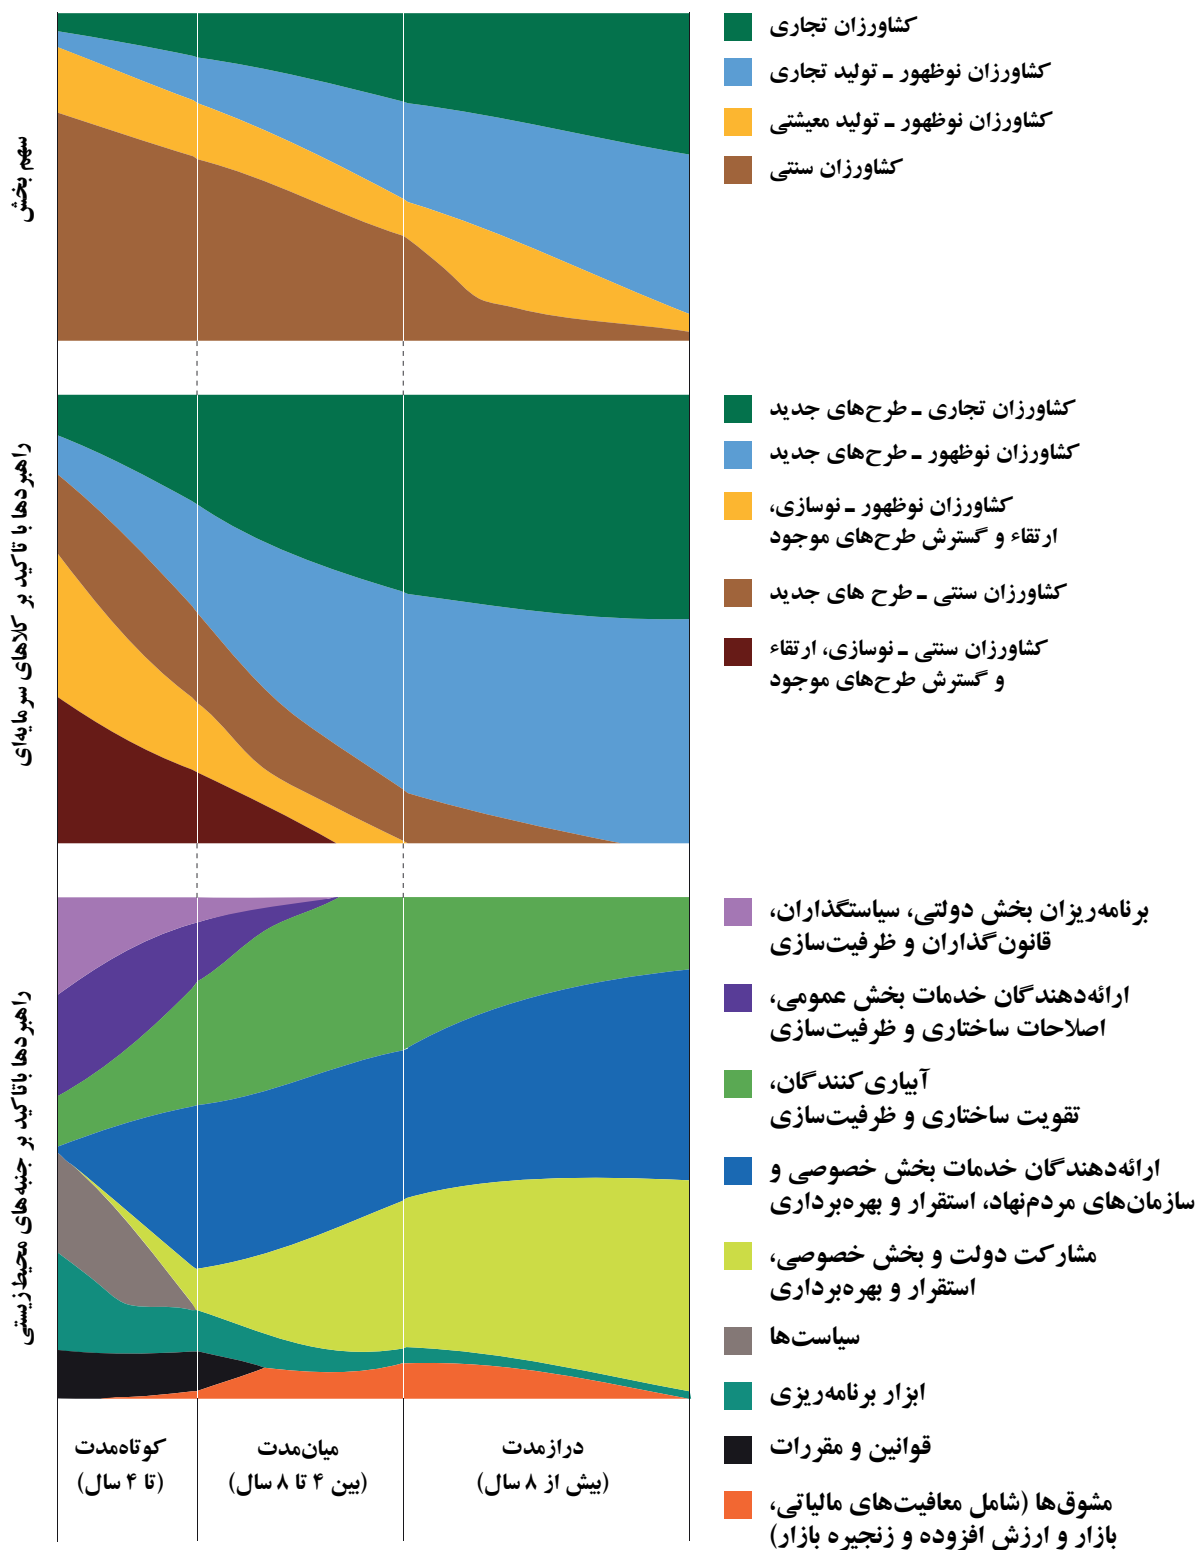 سهم بخش
کشاورزان تجاری
کشاورزان نوظهور ـ تولید تجاری
کشاورزان نوظهور ـ تولید معیشتی
کشاورزان سنتی
راهبردها با تاکید بر کالاهای سرمایه‌ای
کشاورزان تجاری ـ طرح‌های جدید
کشاورزان نوظهور ـ طرح‌های جدید
کشاورزان نوظهور ـ نوسازی،
ارتقاء و گسترش طرح‌های موجود
کشاورزان سنتی ـ طرح های جدید
کشاورزان سنتی ـ نوسازی، ارتقاء
و گسترش طرح‌های موجود
راهبردها باتاکید بر جنبه‌های محیط‌زیستی
برنامه‌ریزان بخش دولتی، سیاستگذاران،
قانون‌گذاران و ظرفیت‌سازی
ارائه‌دهندگان خدمات بخش عمومی،
اصلاحات ساختاری و ظرفیت‌سازی
آبیاری‌کنندگان،
تقویت ساختاری و ظرفیت‌سازی
ارائه‌دهندگان خدمات بخش خصوصی و
سازمان‌های مردم‌نهاد، استقرار و بهره‌برداری
مشارکت دولت و بخش خصوصی،
استقرار و بهره‌برداری
سیاست‌ها
ابزار برنامه‌ریزی
قوانین و مقررات
مشوق‌ها (شامل معافیت‌های مالیاتی،
بازار و ارزش افزوده و زنجیره بازار)
کوتاه‌مدت
(تا ۴ سال)
میان‌مدت
(بین ۴ تا ۸ سال)
درازمدت
(بیش از ۸ سال)